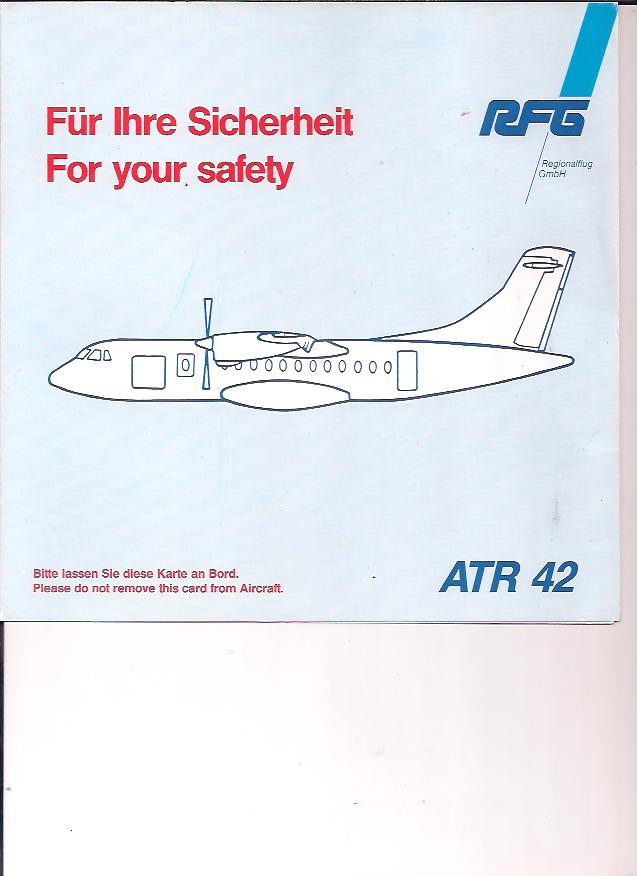 Für Ihre Sicherheit
For your safety
RFG
Regionalflug
GmbH
Bitte lassen Sie diese Karte an Bord.
Please do not remove this card from Aircraft.
ATR 42